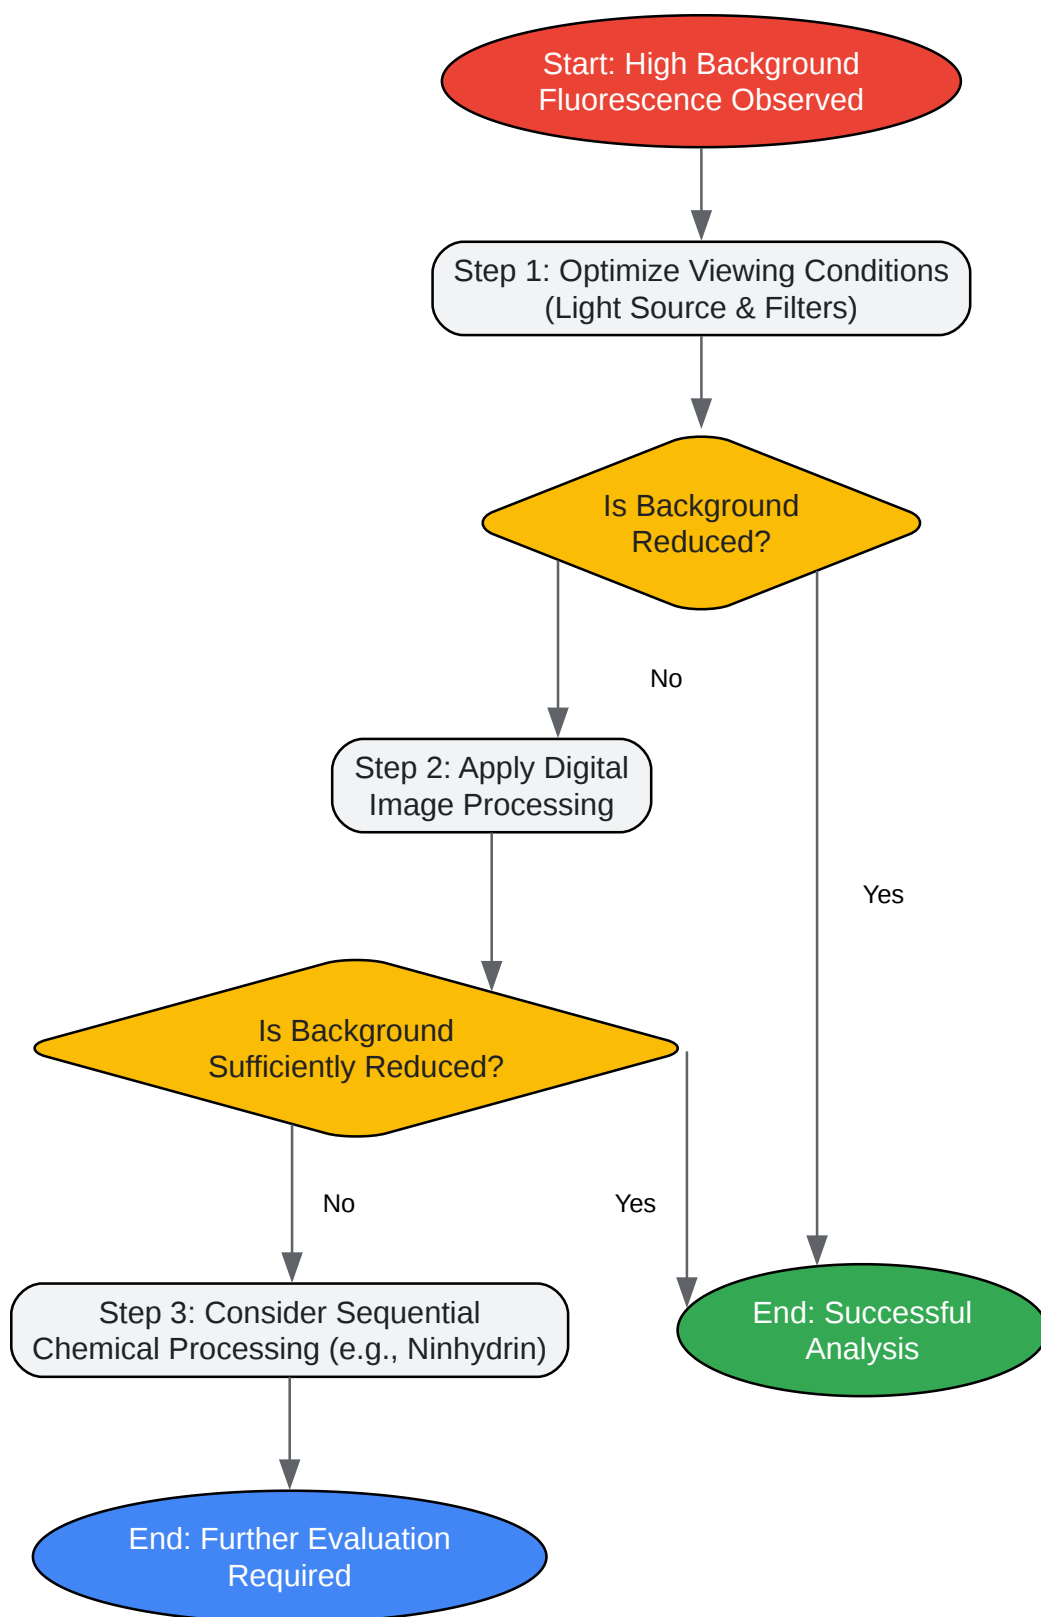 Start: High Background
Fluorescence Observed
Step 1: Optimize Viewing Conditions
(Light Source & Filters)
Is Background
Reduced?
No
Step 2: Apply Digital
Image Processing
Yes
Is Background
Sufficiently Reduced?
No
Yes
Step 3: Consider Sequential
Chemical Processing (e.g., Ninhydrin)
End: Successful
Analysis
End: Further Evaluation
Required